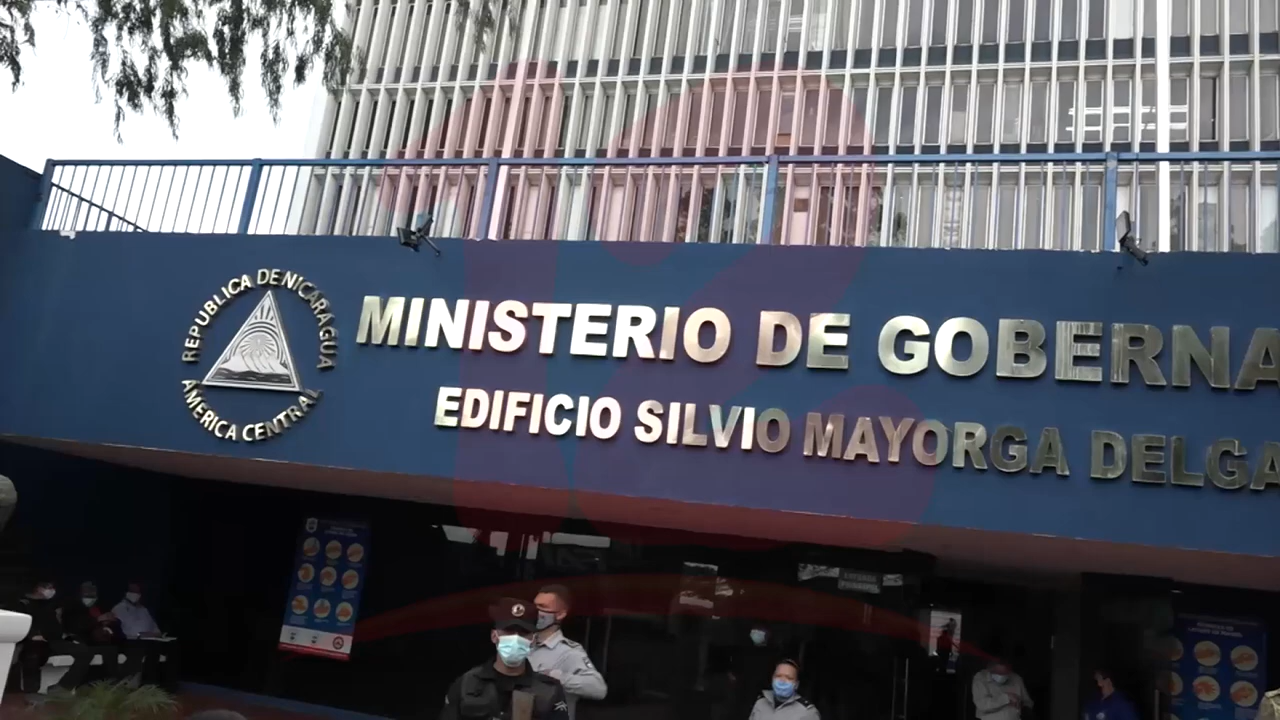 REPUBLICA DE NICARAGUA
AMERICA CENTRAL
MINISTERIO DE GOBERNA
EDIFICIO SILVIO MAYORGA DELGA